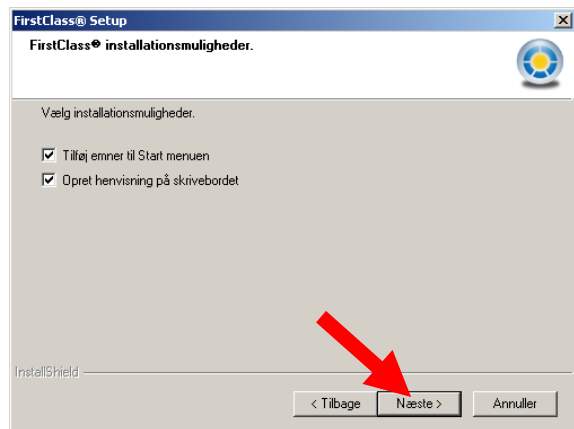 FirstClass® Setup
FirstClass® installationsmuligheder.
Vælg installationsmuligheder.
Tilføj emner til Start menuen
Opret henvisning på skrivebordet
InstallShield
< Tilbage Næste > Annuller